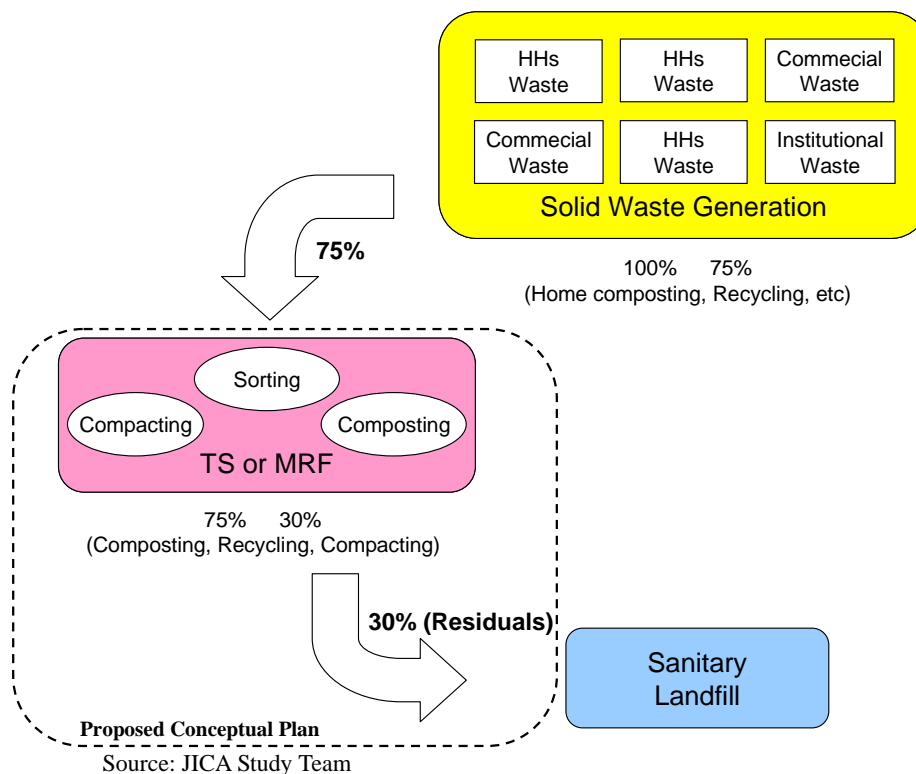 HHs
Waste
HHs
Waste
Commecial
Waste
Commecial
Waste
HHs
Waste
Institutional
Waste
Solid Waste Generation
75%
100% 75%
(Home composting, Recycling, etc)
Sorting
Compacting
Composting
TS or MRF
75% 30%
(Composting, Recycling, Compacting)
30% (Residuals)
Sanitary
Landfill
Proposed Conceptual Plan
Source: JICA Study Team